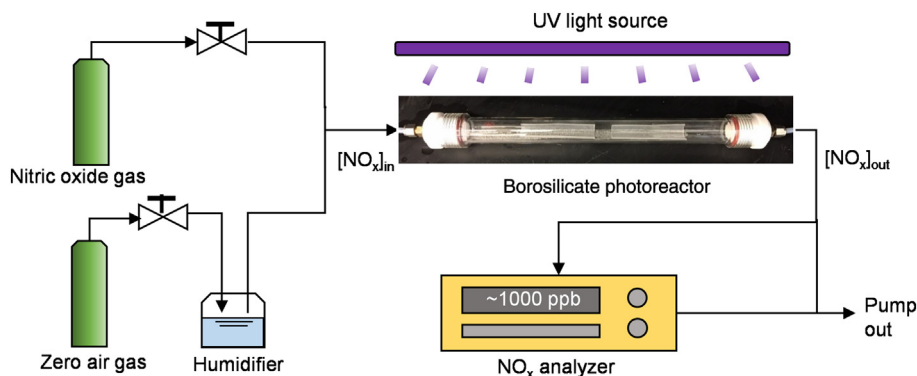 UV light source
Nitric oxide gas
[NOₓ]in
[NOₓ]out
Borosilicate photoreactor
~1000 ppb
Zero air gas
Humidifier
NOₓ analyzer
Pump
out